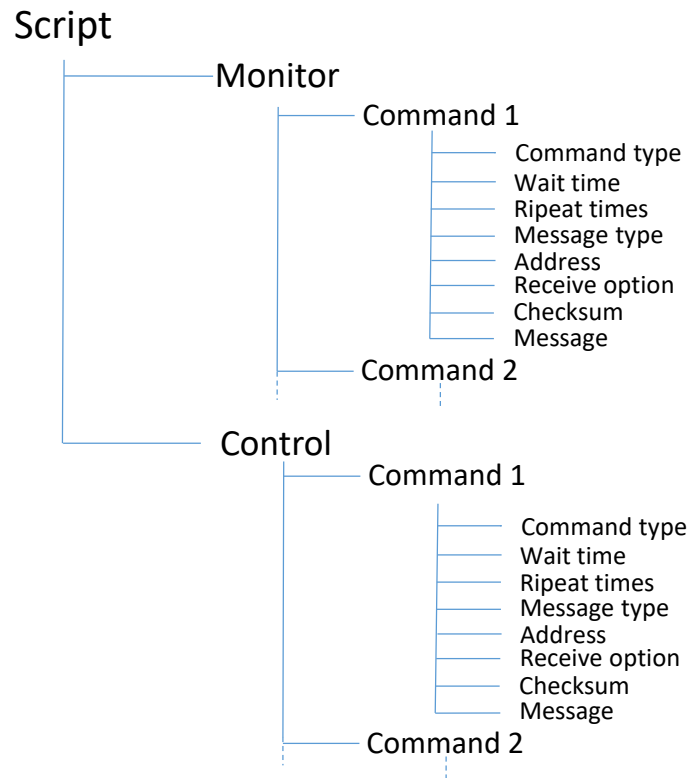 Script
Monitor
Command 1
Command type
Wait time
Ripeat times
Message type
Address
Receive option
Checksum
Message
Command 2
Control
Command 1
Command type
Wait time
Ripeat times
Message type
Address
Receive option
Checksum
Message
Command 2